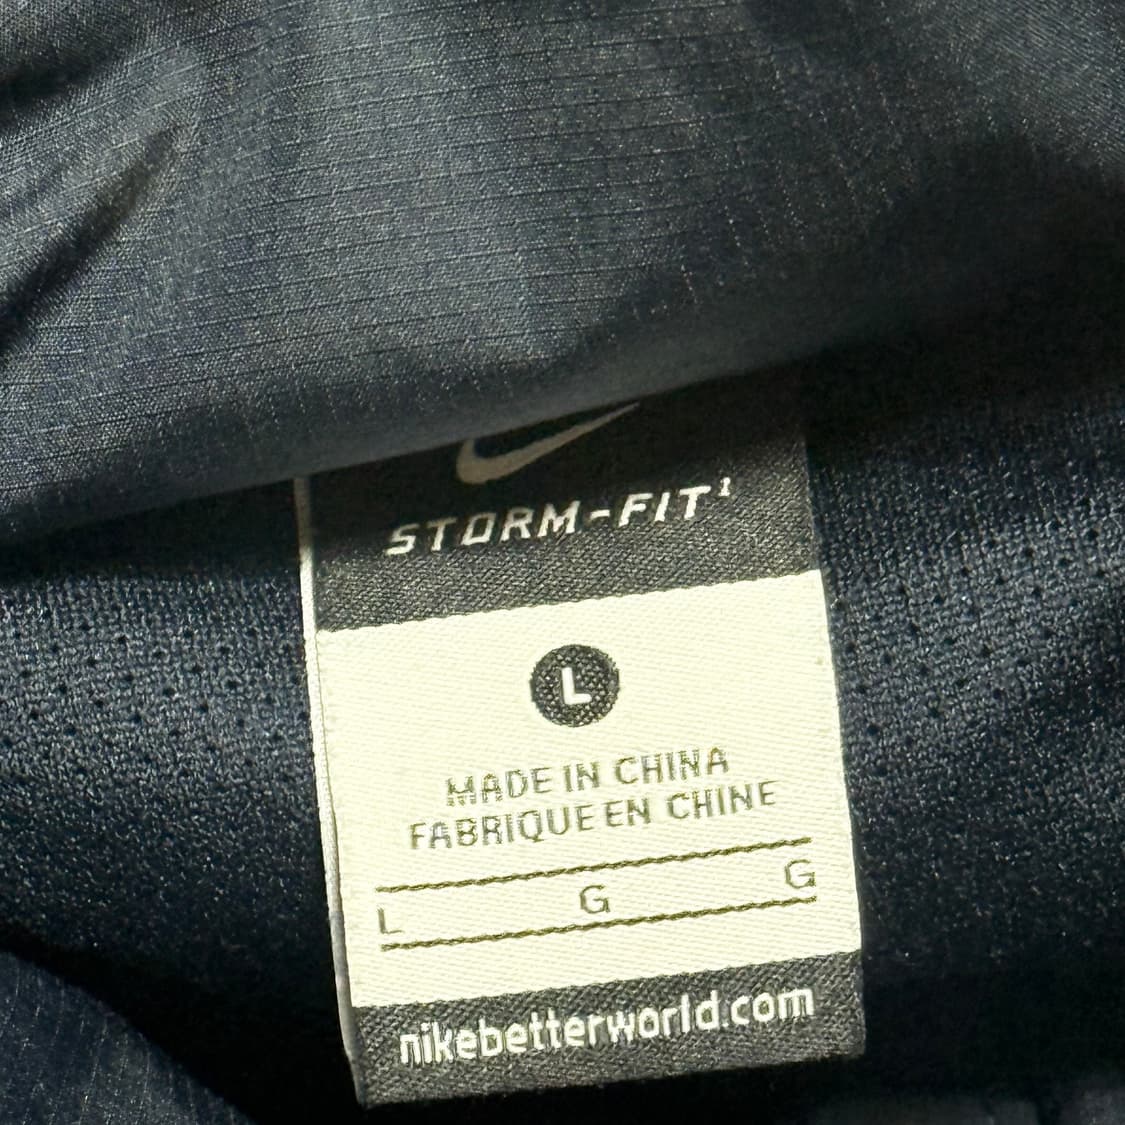 STORM-FIT¹
L
MADE IN CHINA
FABRIQUE EN CHINE
L G G
nikebetterworld.com